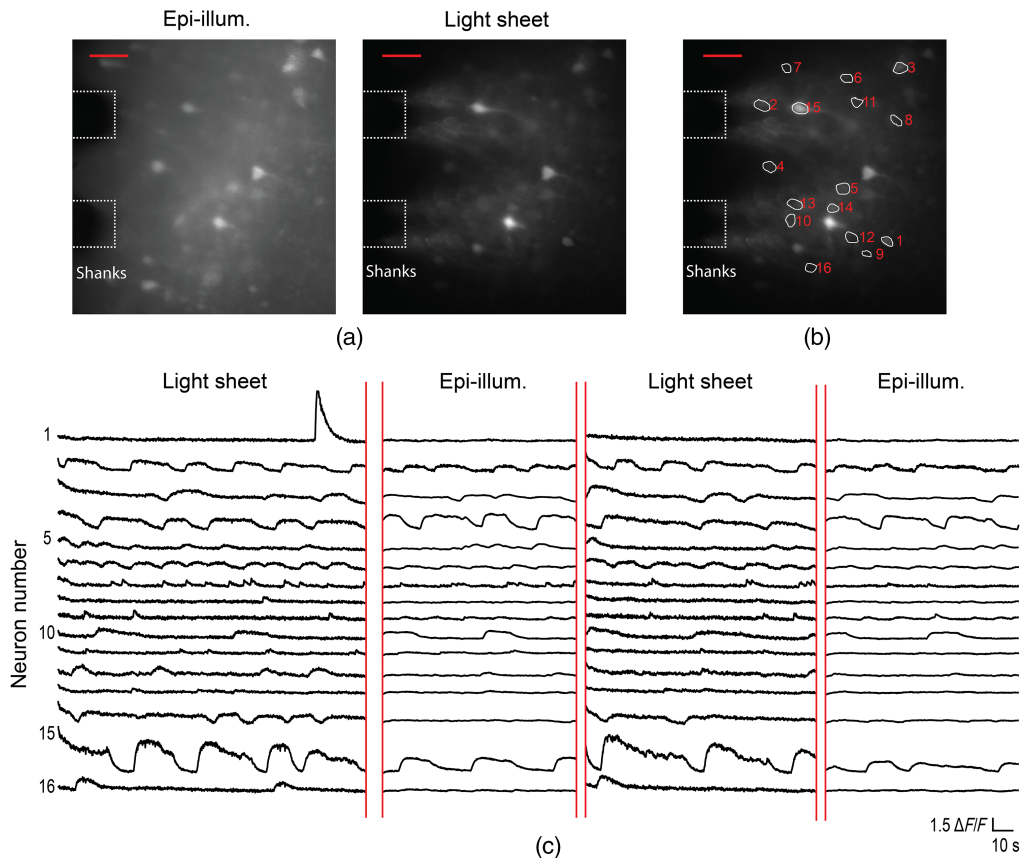 Epi-illum.
Light sheet
Shanks
Shanks
7
6
3
2
15
11
8
4
5
13
14
10
12
1
9
16
Shanks
(a)
(b)
Light sheet
Epi-illum.
Light sheet
Epi-illum.
Neuron number
1
5
10
15
16
1.5 ΔF/F
10 s
(c)